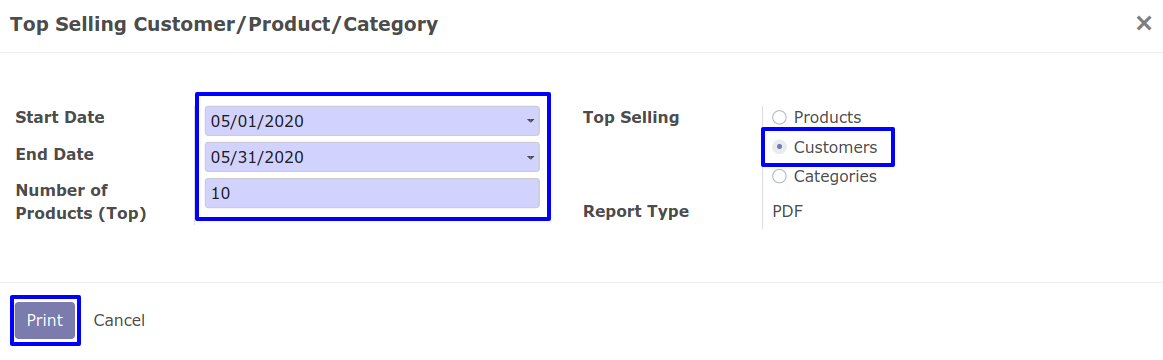 Top Selling Customer/Product/Category
Start Date
05/01/2020
End Date
05/31/2020
Number of
Products (Top)
10
Top Selling
Products
Customers
Categories
Report Type
PDF
Print
Cancel